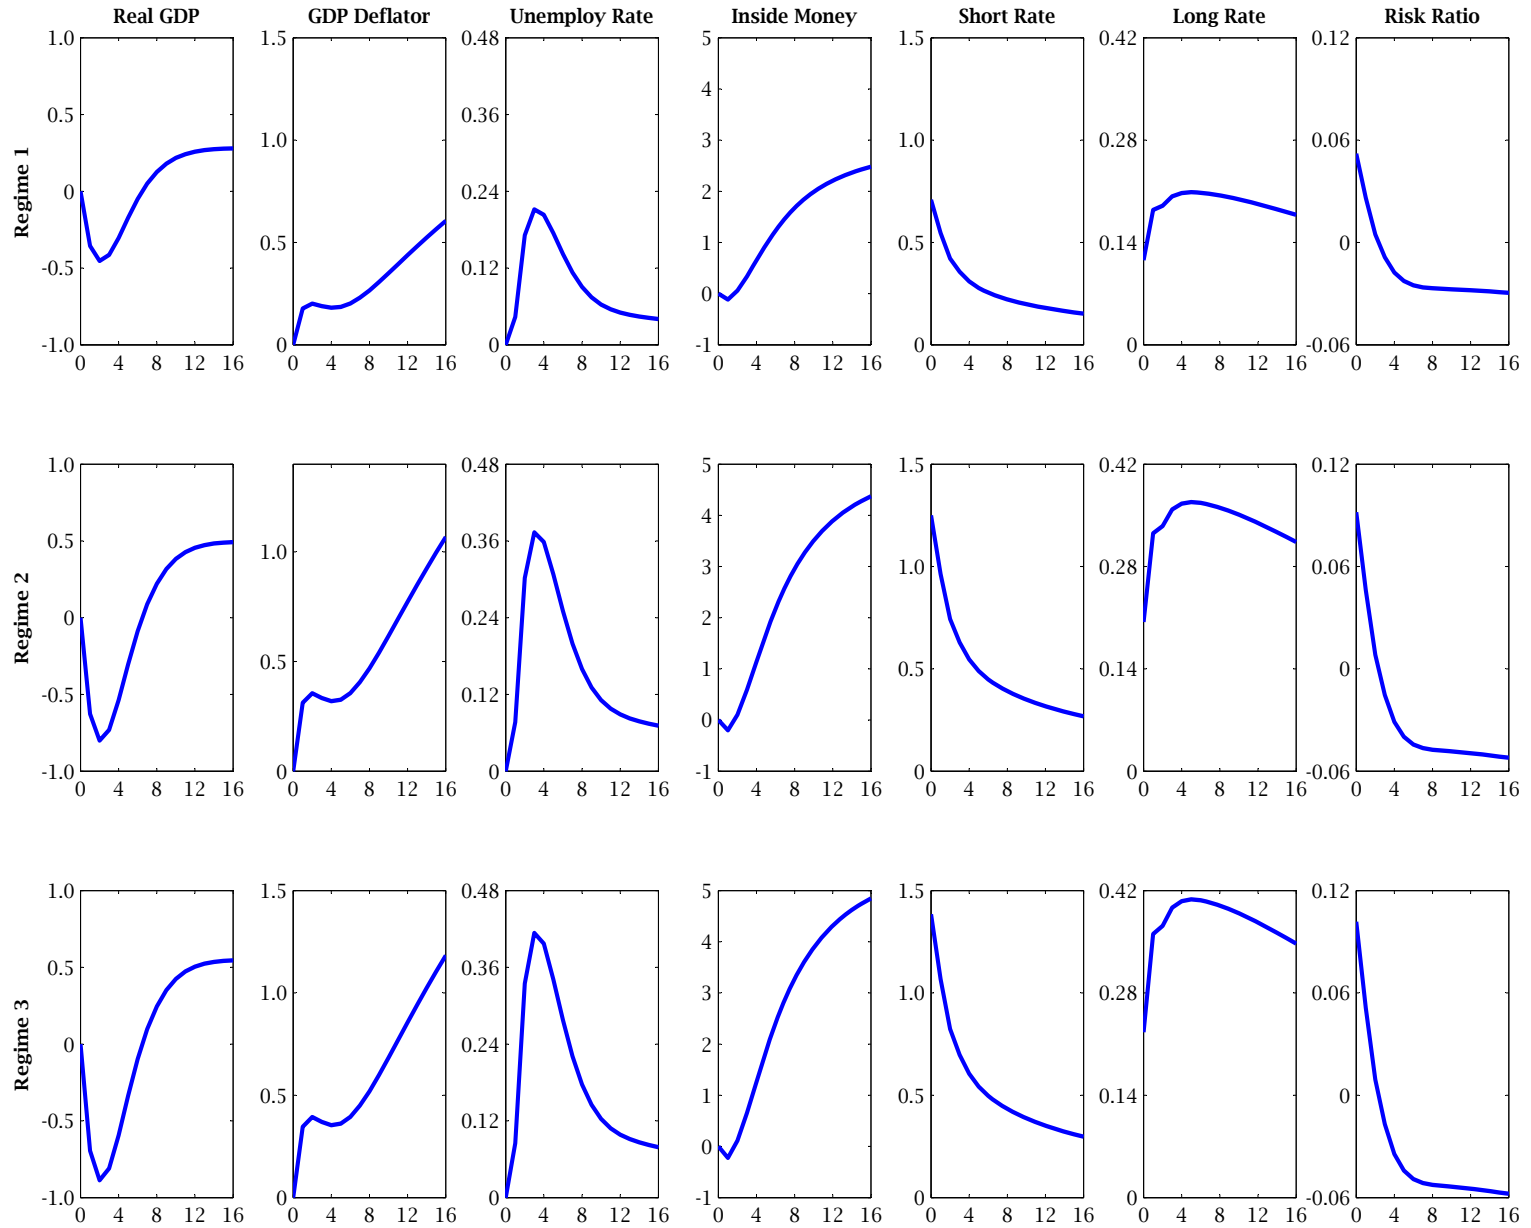 Real GDP GDP Deflator Unemploy Rate Inside Money Short Rate Long Rate Risk Ratio
Regime 1
1.0 1.5 0.48 5 1.5 0.42 0.12
4
0.5 1.0 0.36 3 1.0 0.28 0.06
0 0.24 2
0.5 1 0.5 0.14 0
-0.5 0.12 0
-1.0 0 0 -1 0 0 -0.06
0 4 8 12 16 0 4 8 12 16 0 4 8 12 16 0 4 8 12 16 0 4 8 12 16 0 4 8 12 16 0 4 8 12 16
Regime 2
1.0 0.48 5 1.5 0.42 0.12
4
0.5 1.0 0.36 3 1.0 0.28 0.06
0 0.24 2
0.5 1 0.5 0.14 0
-0.5 0.12 0
-1.0 0 0 -1 0 0 -0.06
0 4 8 12 16 0 4 8 12 16 0 4 8 12 16 0 4 8 12 16 0 4 8 12 16 0 4 8 12 16 0 4 8 12 16
Regime 3
1.0 1.5 0.48 5 1.5 0.42 0.12
4
0.5 1.0 0.36 3 1.0 0.28 0.06
0 0.24 2
0.5 1 0.5 0.14 0
-0.5 0.12 0
-1.0 0 0 -1 0 0 -0.06
0 4 8 12 16 0 4 8 12 16 0 4 8 12 16 0 4 8 12 16 0 4 8 12 16 0 4 8 12 16 0 4 8 12 16